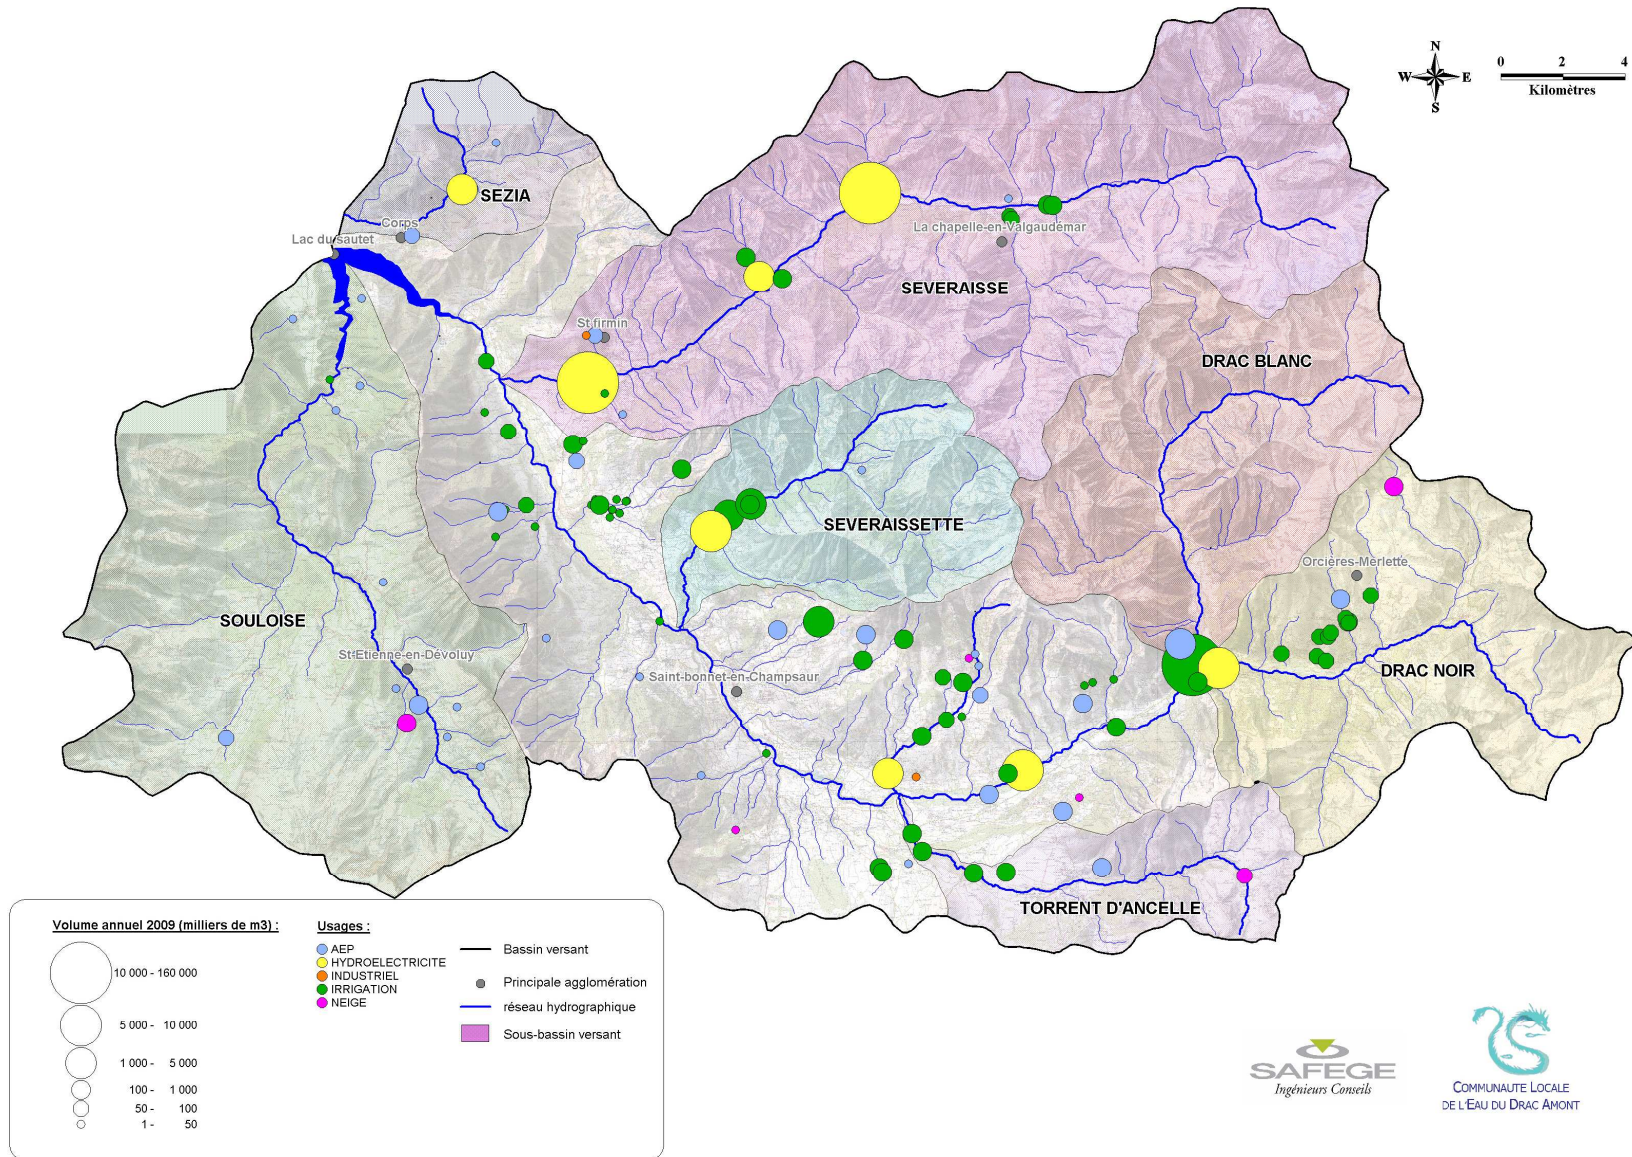 N
W E
S
0 2 4
Kilomètres
SEZIA
Corps
Lac du sautet
La chapelle-en-Valgaudemar
SEVERAISSE
St firmin
DRAC BLANC
SEVERAISSETTE
Orcières-Merlette
SOULOISE
St-Etienne-en-Dévoluy
Saint-bonnet-en-Champsaur
DRAC NOIR
TORRENT D'ANCELLE
Volume annuel 2009 (milliers de m3) :
10 000 - 160 000
5 000 - 10 000
1 000 - 5 000
100 - 1 000
50 - 100
1 - 50
Usages :
AEP
HYDROELECTRICITE
INDUSTRIEL
IRRIGATION
NEIGE
Bassin versant
Principale agglomération
réseau hydrographique
Sous-bassin versant
SAFEGE
Ingénieurs Conseils
COMMUNAUTE LOCALE
DE L'EAU DU DRAC AMONT